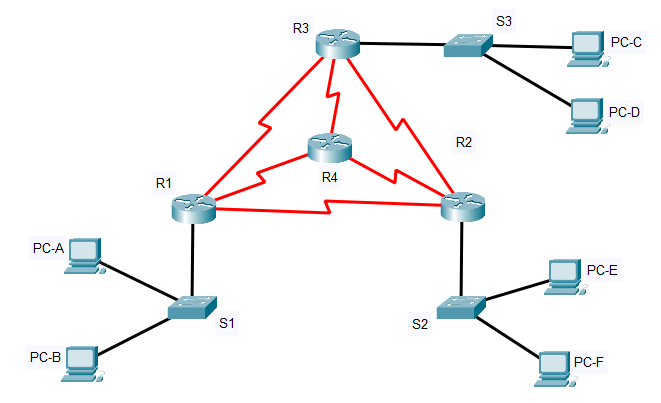 S3
R3
PC-C
PC-D
R2
R4
R1
PC-A
PC-E
S1
S2
PC-B
PC-F